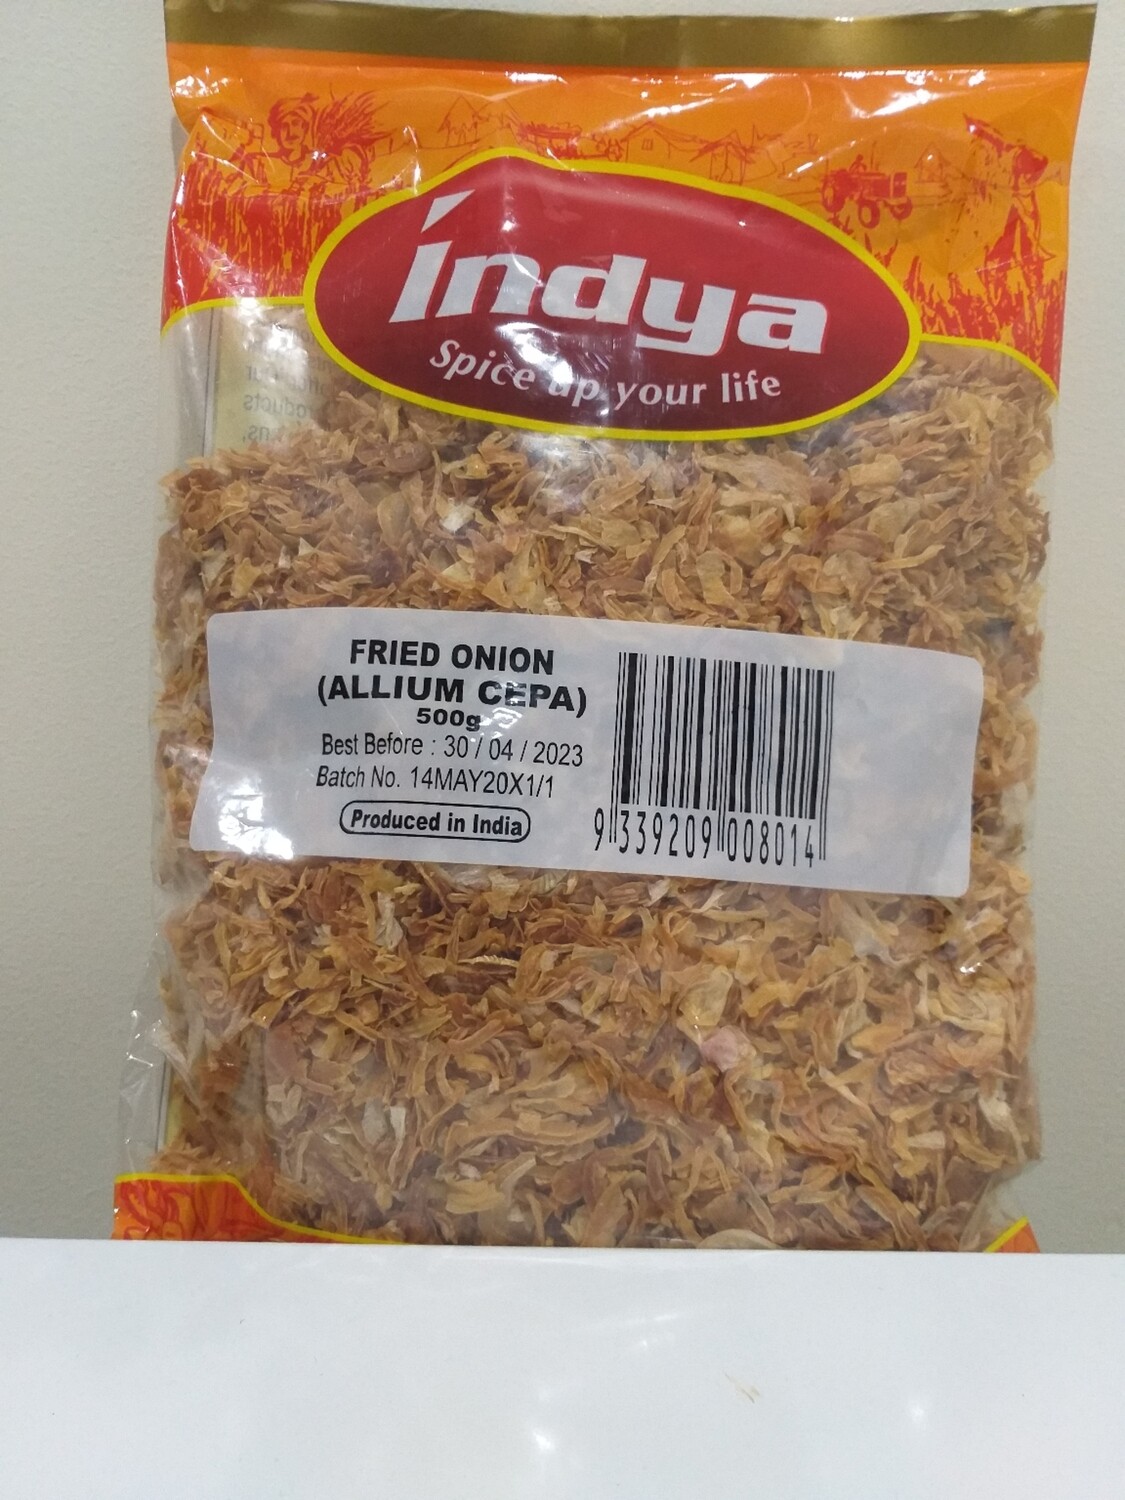 índya
Spice up your life
FRIED ONION
(ALLIUM CEPA)
500g
Best Before : 30 / 04 / 2023
Batch No. 14MAY20X1/1
Produced in India
9 339209 008014